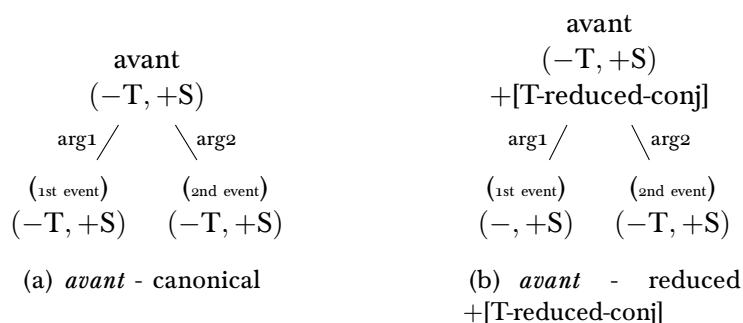 avant
(−T, +S)
arg1 arg2
(1st event) (2nd event)
(−T, +S) (−T, +S)
(a) avant - canonical
avant
(−T, +S)
+[T-reduced-conj]
arg1 arg2
(1st event) (2nd event)
(−, +S) (−T, +S)
(b) avant - reduced
+[T-reduced-conj]